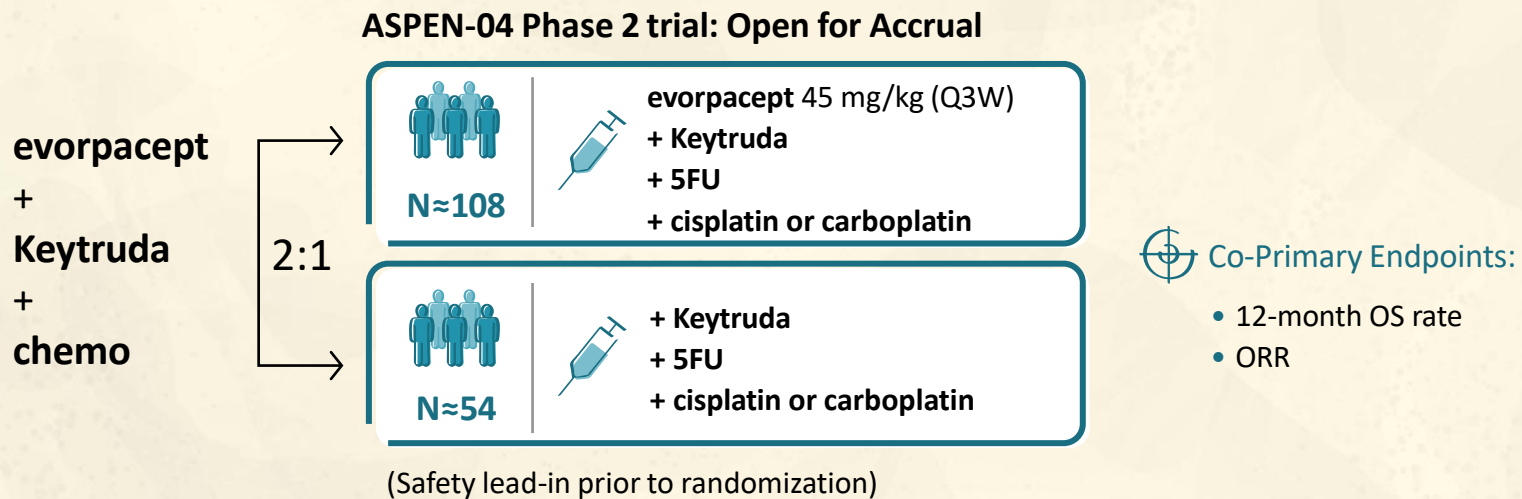 ASPEN-04 Phase 2 trial: Open for Accrual
evorpacept
+
Keytruda
+
chemo
2:1
N≈108
evorpacept 45 mg/kg (Q3W)
+ Keytruda
+ 5FU
+ cisplatin or carboplatin
N≈54
+ Keytruda
+ 5FU
+ cisplatin or carboplatin
(Safety lead-in prior to randomization)
Co-Primary Endpoints:
• 12-month OS rate
• ORR